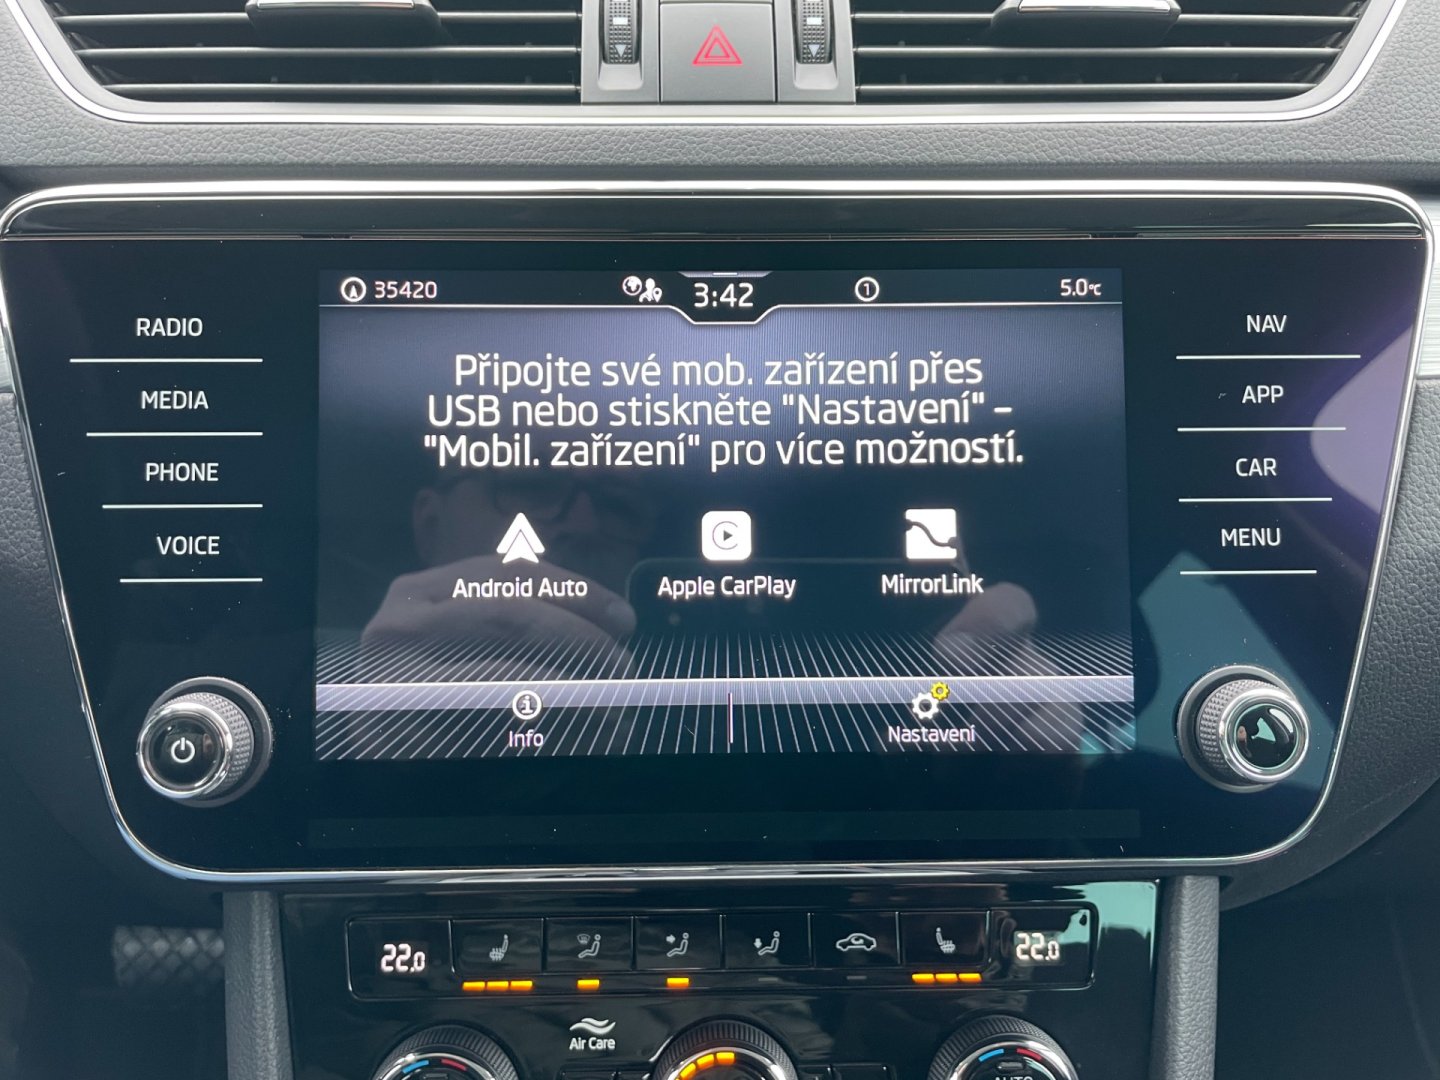 35420
3:42
1
5.0°C
RADIO
MEDIA
PHONE
VOICE
Připojte své mob. zařízení přes
USB nebo stiskněte "Nastavení" –
"Mobil. zařízení" pro více možností.
Android Auto
Apple CarPlay
MirrorLink
Info
Nastavení
NAV
APP
CAR
MENU
22.0
22.0
Air Care
AUTO